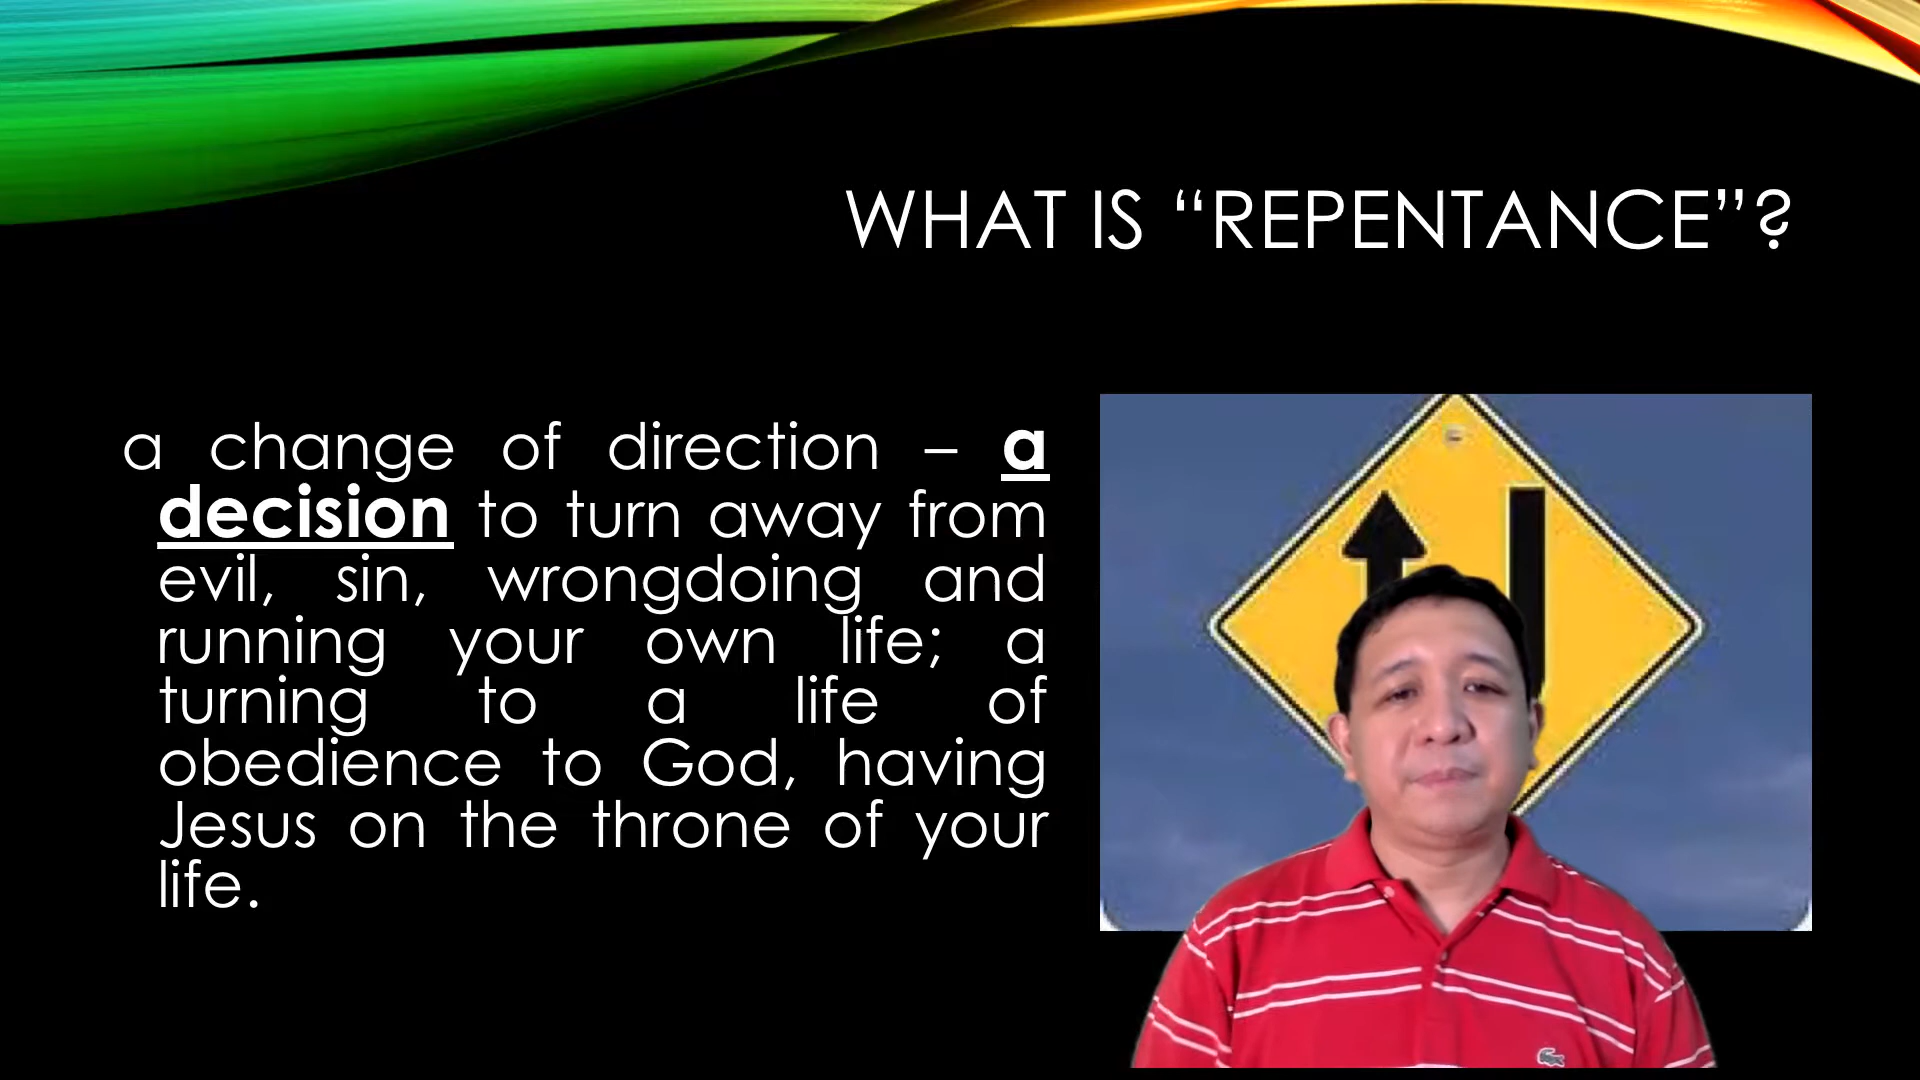 WHAT IS “REPENTANCE”?
a change of direction – a
decision to turn away from
evil, sin, wrongdoing and
running your own life; a
turning to a life of
obedience to God, having
Jesus on the throne of your
life.